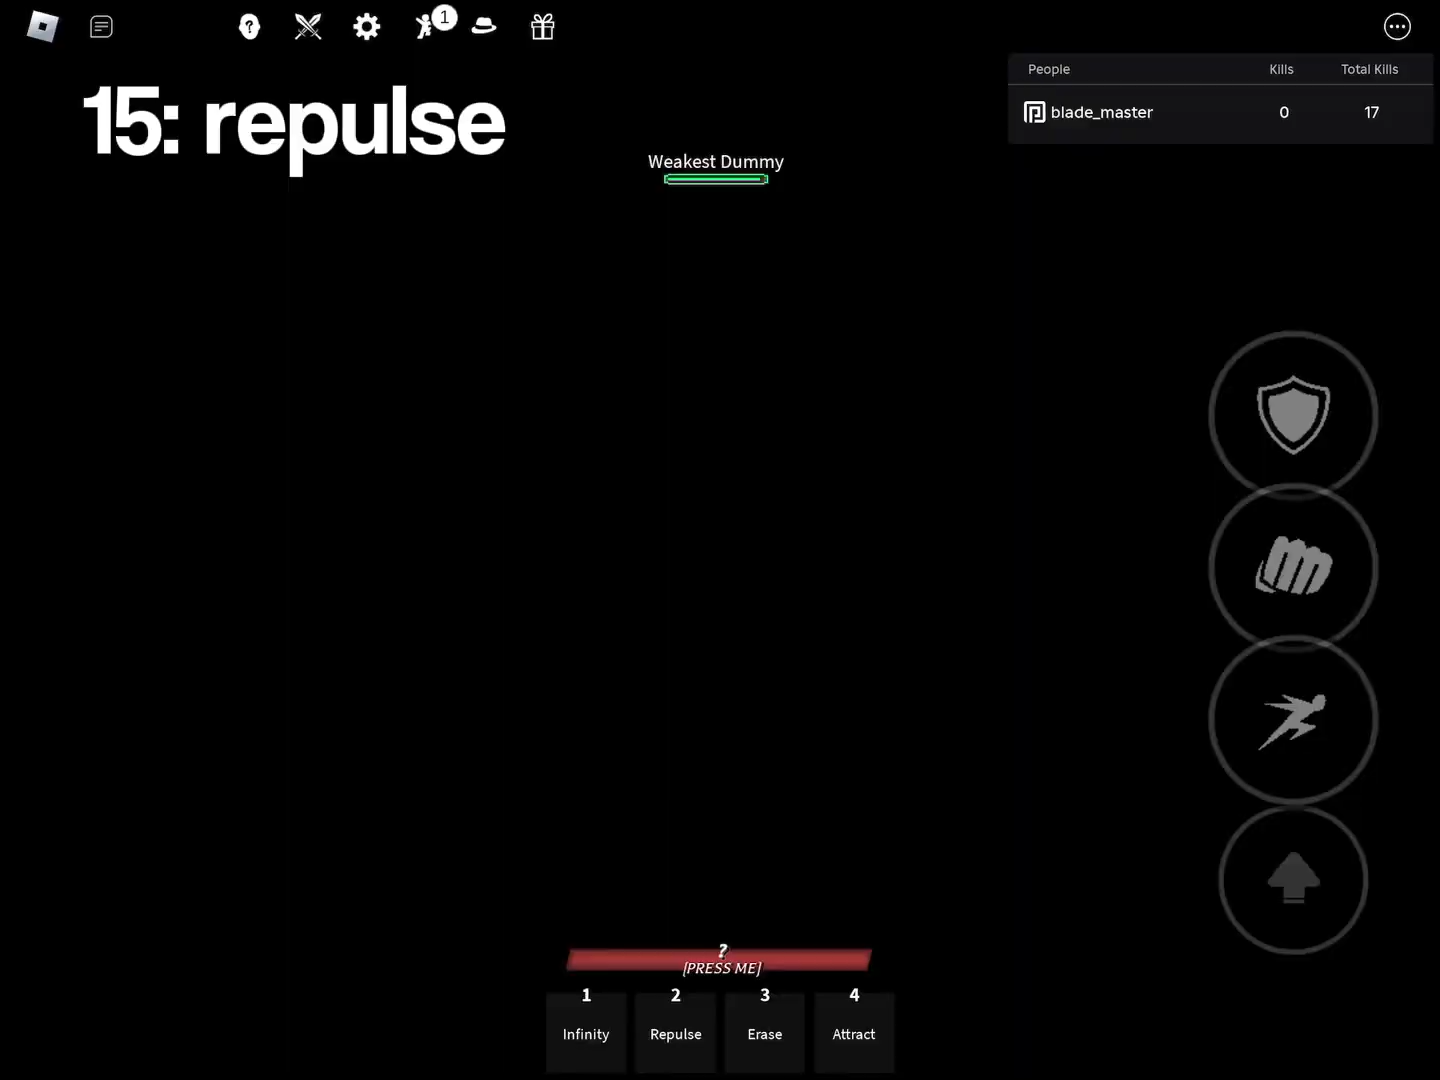 1
People Kills Total Kills
blade_master 0 17
15: repulse
Weakest Dummy
?
[PRESS ME]
1 2 3 4
Infinity Repulse Erase Attract